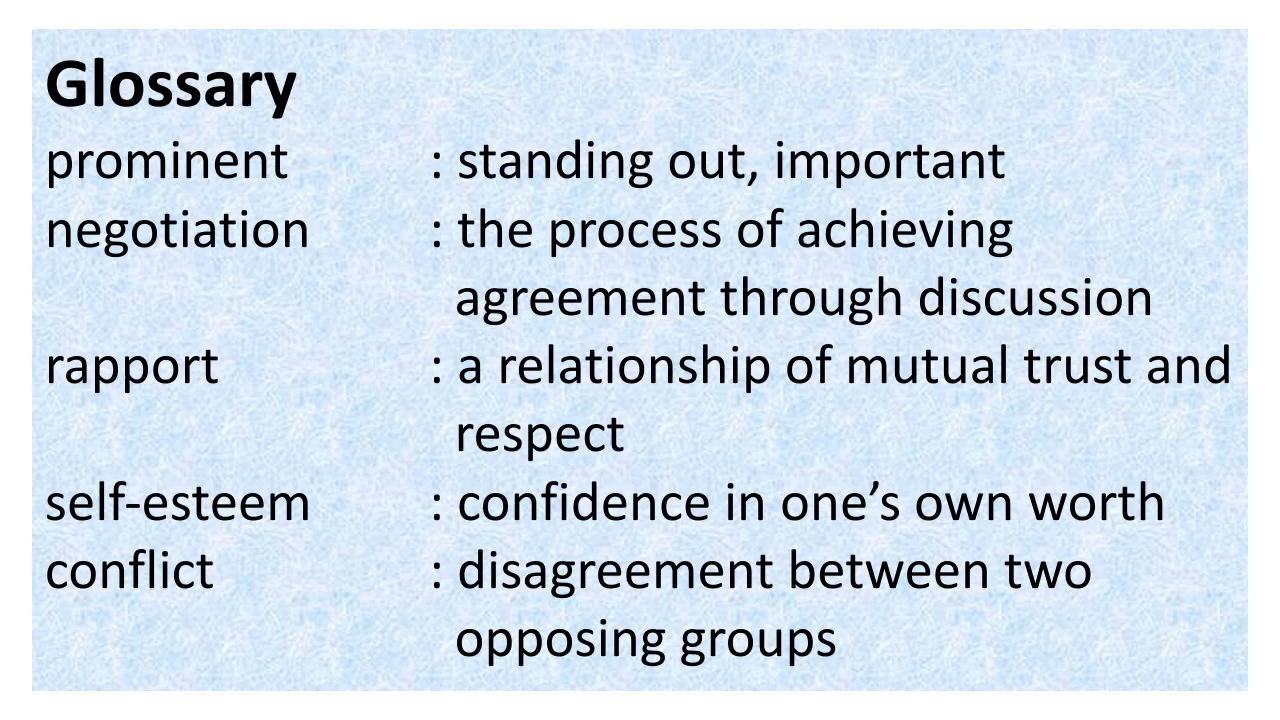 Glossary
prominent : standing out, important
negotiation : the process of achieving
agreement through discussion
rapport : a relationship of mutual trust and
respect
self-esteem : confidence in one’s own worth
conflict : disagreement between two
opposing groups